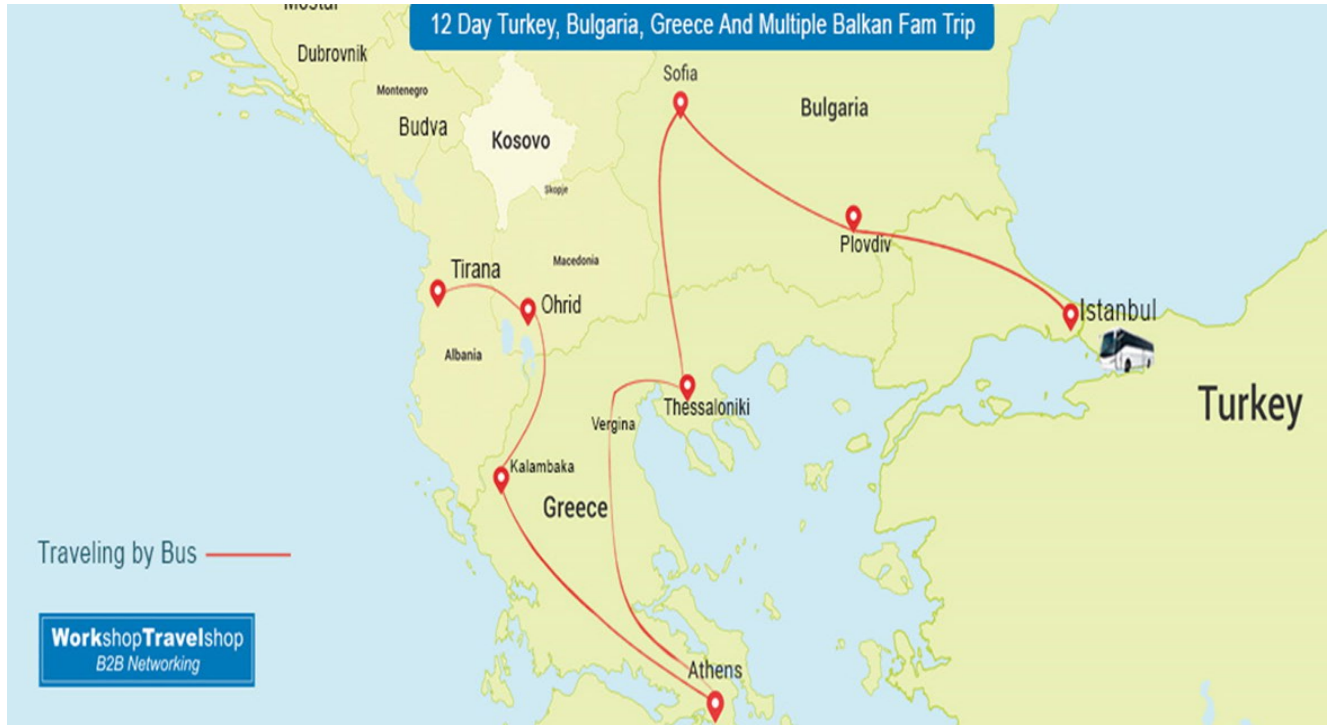 Mostar
12 Day Turkey, Bulgaria, Greece And Multiple Balkan Fam Trip
Dubrovnik
Sofia
Montenegro
Bulgaria
Budva
Kosovo
Skopje
Plovdiv
Tirana
Macedonia
Ohrid
Istanbul
Albania
Thessaloniki
Turkey
Vergina
Kalambaka
Greece
Traveling by Bus
WorkshopTravelshop
B2B Networking
Athens